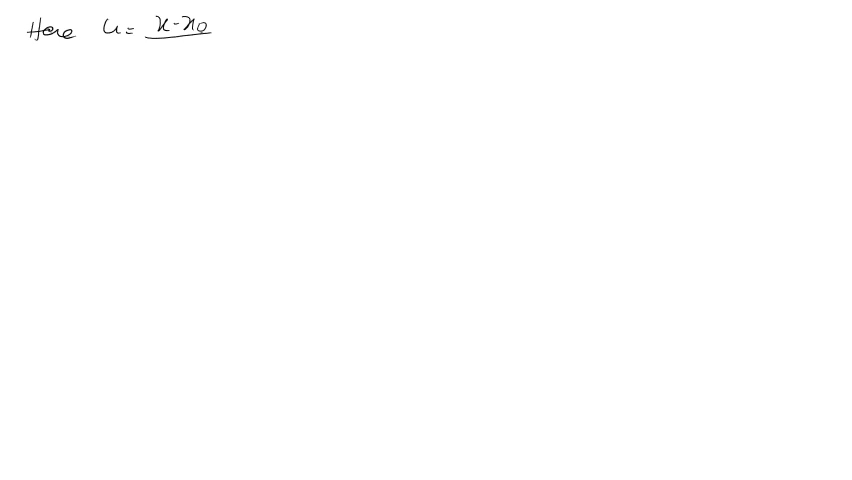 Here u = x-x0